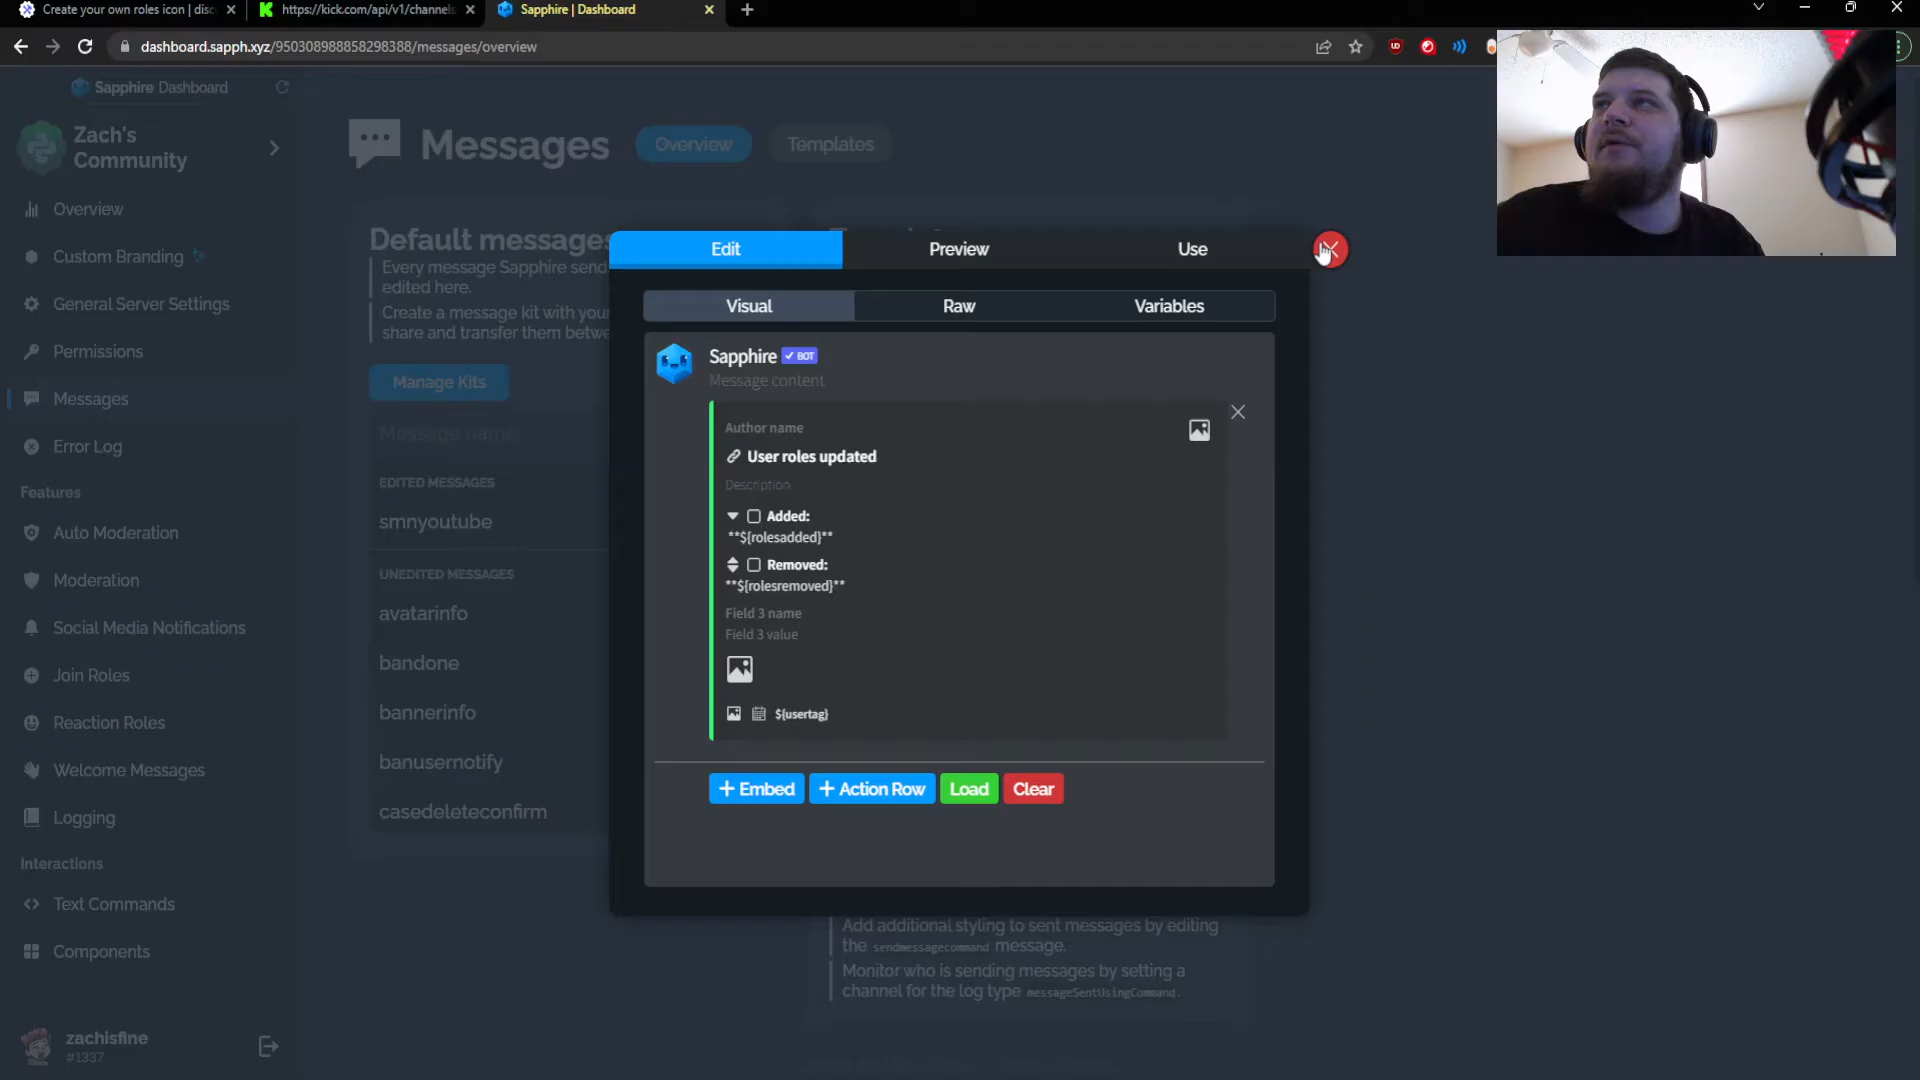 Create your own roles icon | disc
https://kick.com/api/v1/channels
Sapphire | Dashboard
dashboard.sapph.xyz/950308988858298388/messages/overview
Sapphire Dashboard
Zach's
Community
Overview
Custom Branding
General Server Settings
Permissions
Messages
Error Log
Features
Auto Moderation
Moderation
Social Media Notifications
Join Roles
Reaction Roles
Welcome Messages
Logging
Interactions
Text Commands
Components
zachisfine
#1337
Messages
Overview
Templates
Default messages
Every message Sapphire send
edited here.
Create a message kit with your
share and transfer them betwe
Manage Kits
Message name
EDITED MESSAGES
smnyoutube
UNEDITED MESSAGES
avatarinfo
bandone
bannerinfo
banusernotify
casedeleteconfirm
Edit
Preview
Use
Visual
Raw
Variables
Sapphire
BOT
Message content
Author name
User roles updated
Description
Added:
**${rolesadded}**
Removed:
**${rolesremoved}**
Field 3 name
Field 3 value
${usertag}
+ Embed
+ Action Row
Load
Clear
Add additional styling to sent messages by editing
the sendmessagecommand message.
Monitor who is sending messages by setting a
channel for the log type messageSentUsingCommand.